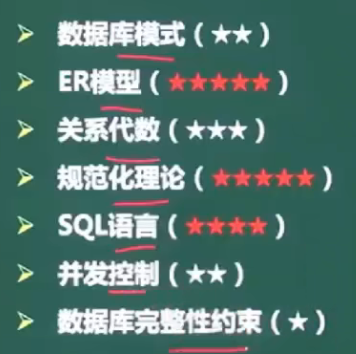 数据库模式（★★）
ER模型（★★★★★）
关系代数（★★★）
规范化理论（★★★★★）
SQL语言（★★★★）
并发控制（★★）
数据库完整性约束（★）